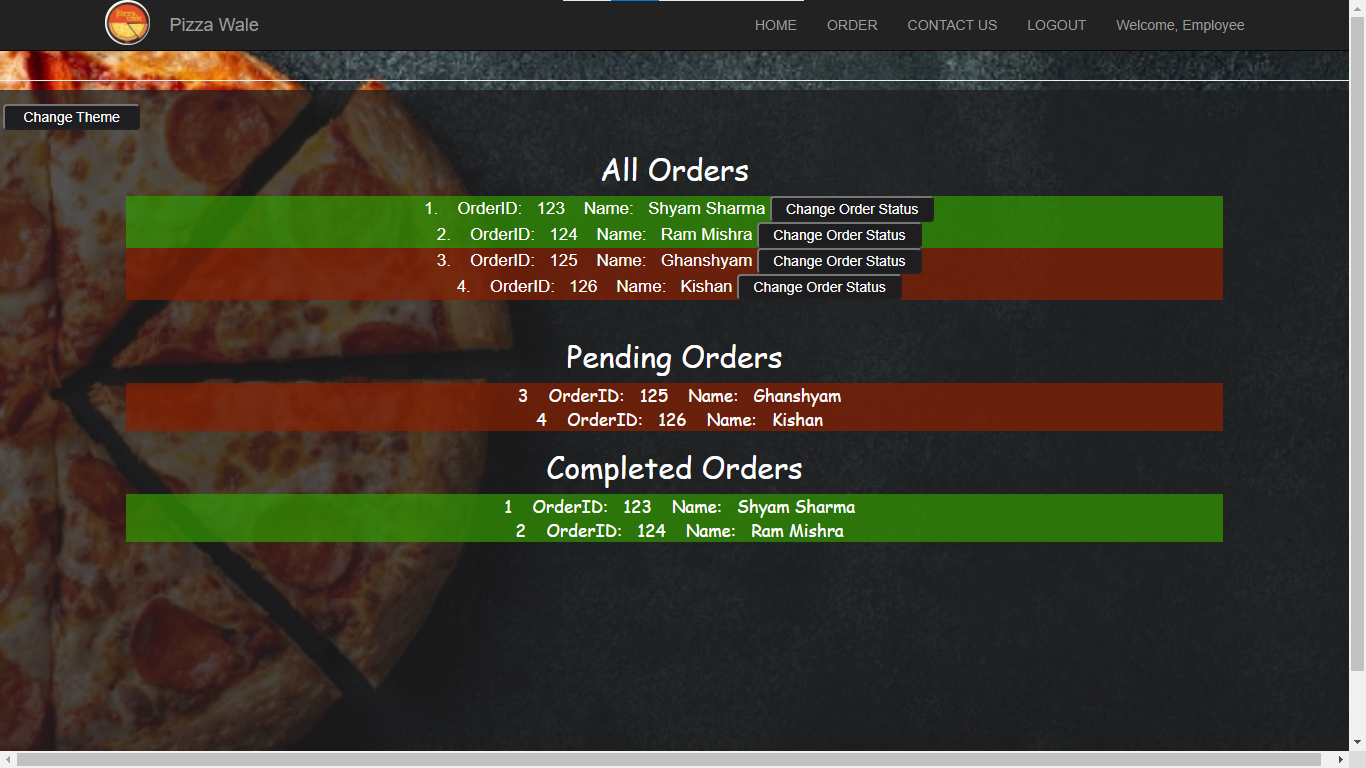 Pizza Wale HOME ORDER CONTACT US LOGOUT Welcome, Employee
Change Theme
All Orders
1. OrderID: 123 Name: Shyam Sharma Change Order Status
2. OrderID: 124 Name: Ram Mishra Change Order Status
3. OrderID: 125 Name: Ghanshyam Change Order Status
4. OrderID: 126 Name: Kishan Change Order Status
Pending Orders
3 OrderID: 125 Name: Ghanshyam
4 OrderID: 126 Name: Kishan
Completed Orders
1 OrderID: 123 Name: Shyam Sharma
2 OrderID: 124 Name: Ram Mishra